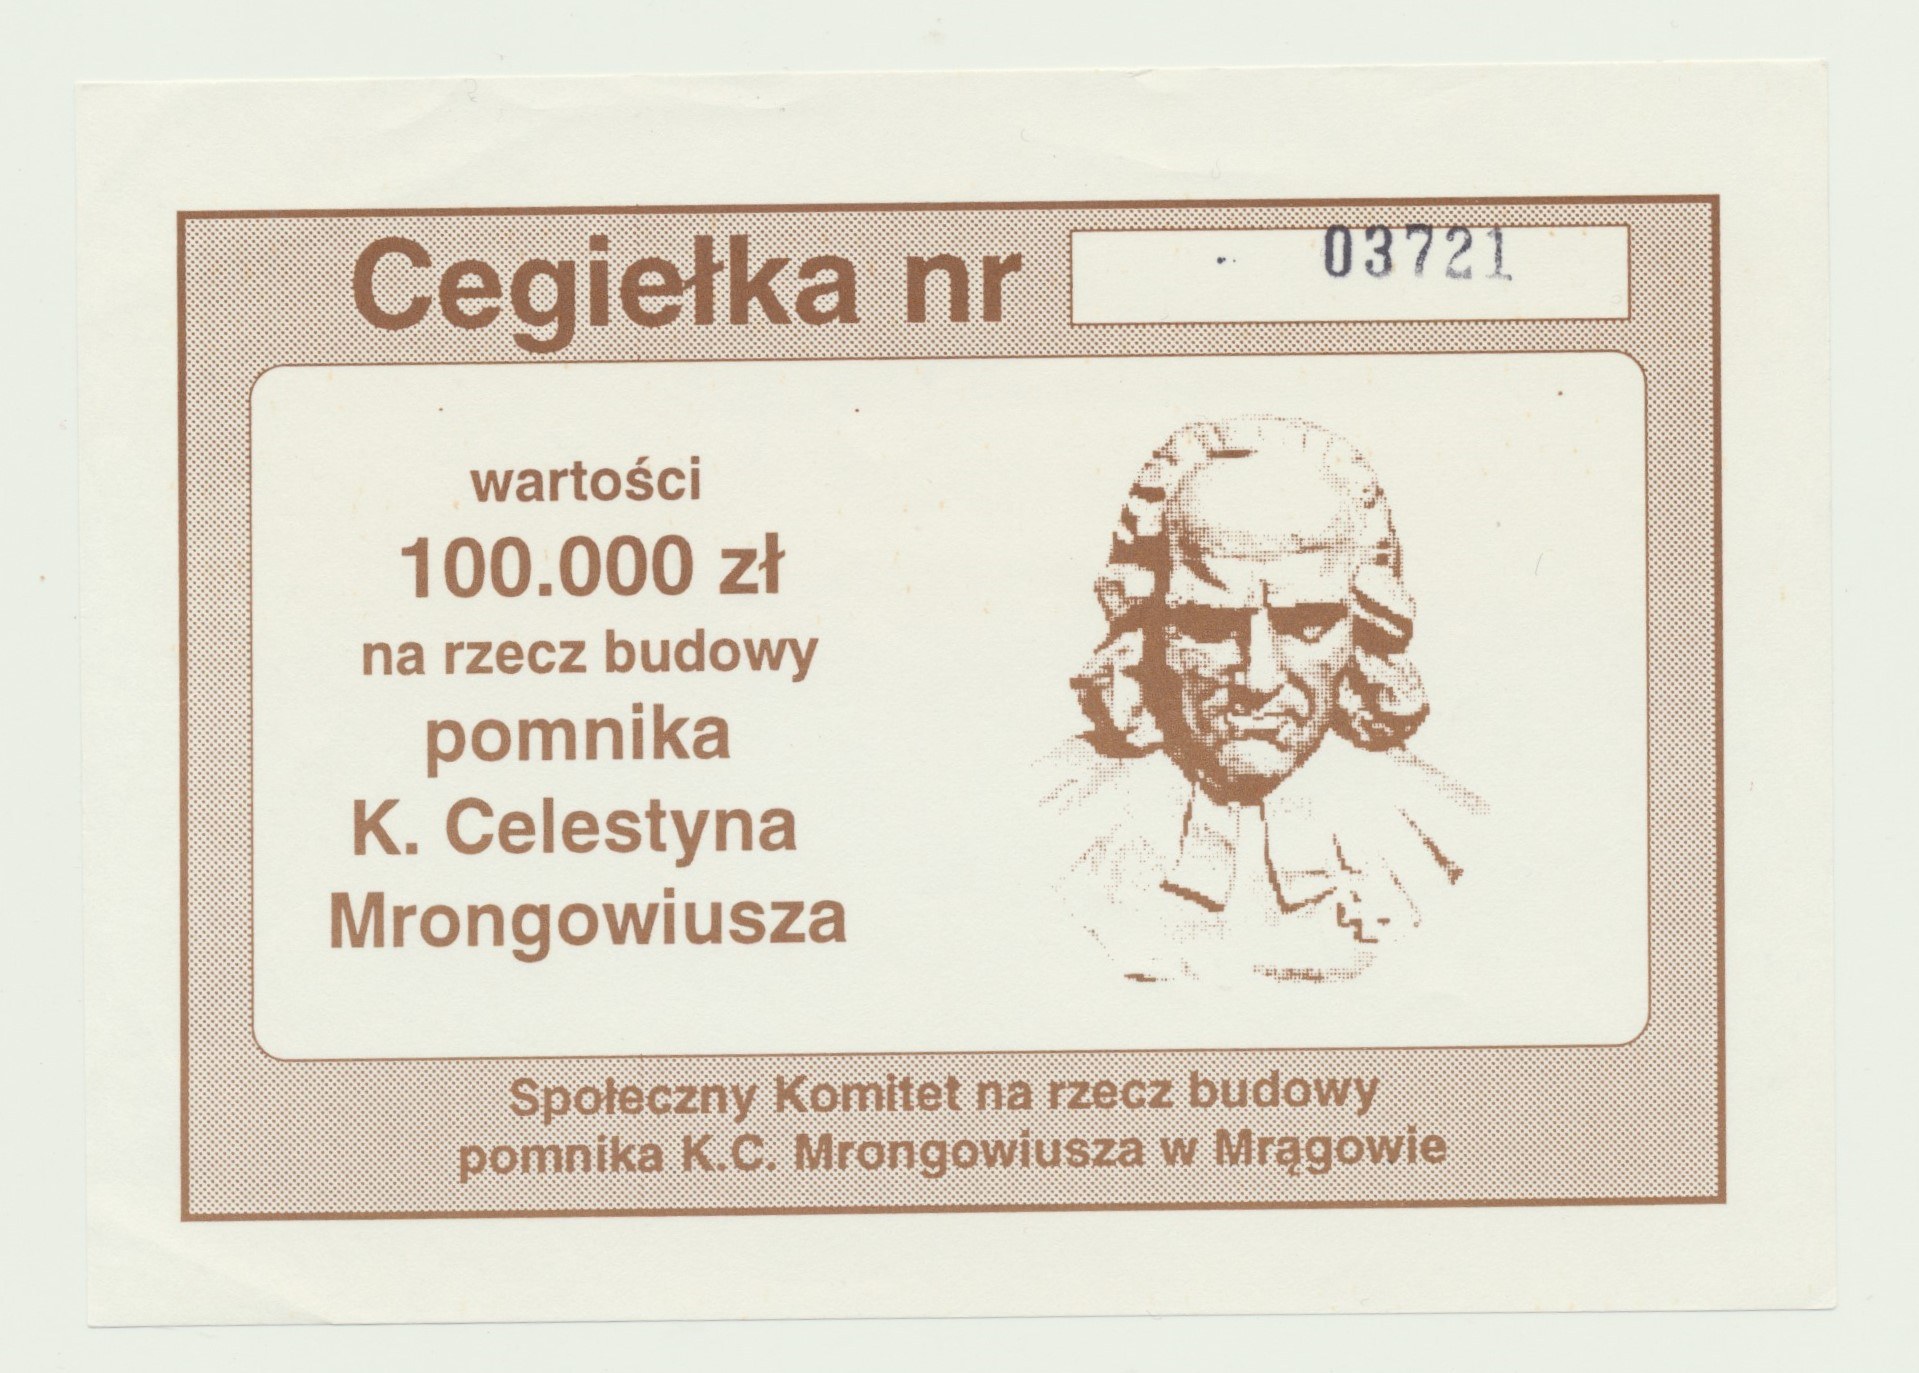 Cegiełka nr 03721
wartości
100.000 zł
na rzecz budowy
pomnika
K. Celestyna
Mrongowiusza
Społeczny Komitet na rzecz budowy
pomnika K.C. Mrongowiusza w Mrągowie